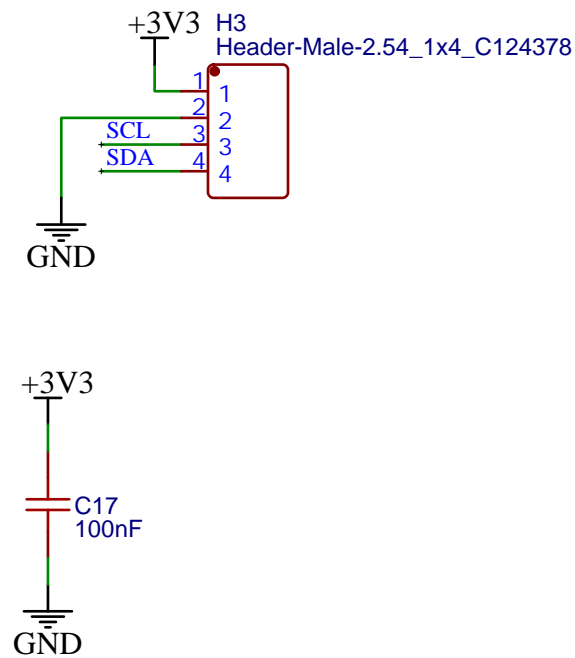 +3V3 H3
Header-Male-2.54_1x4_C124378
1 1
2 2
SCL 3 3
SDA 4 4
GND
+3V3
C17
100nF
GND